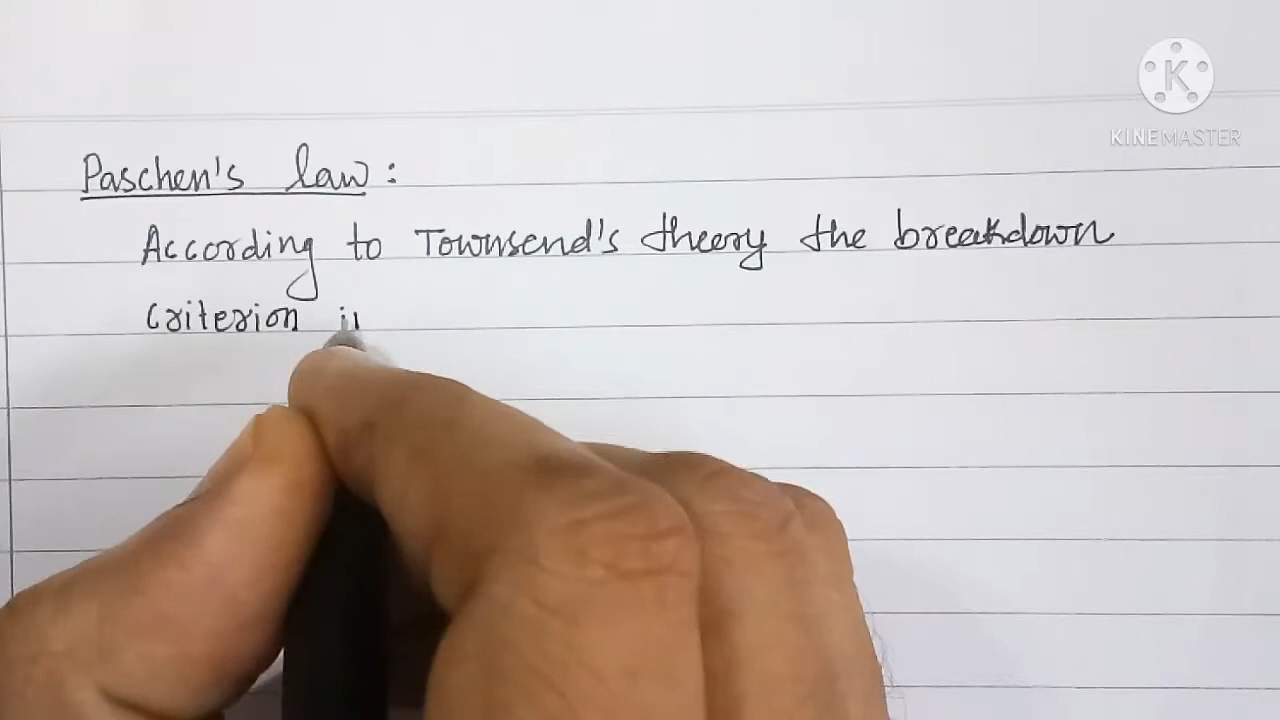 K
KINEMASTER
Paschen's law:
According to Townsend's theory the breakdown
criterion